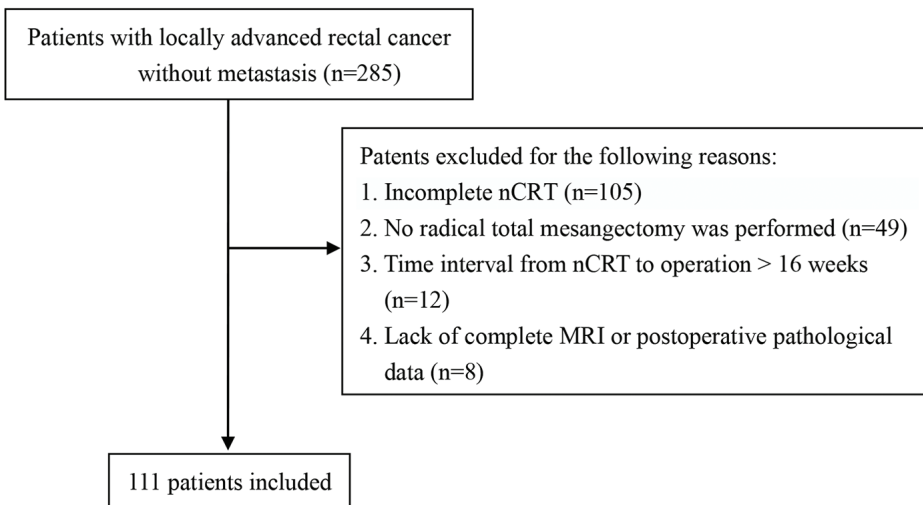 Patients with locally advanced rectal cancer
without metastasis (n=285)
Patents excluded for the following reasons:
1. Incomplete nCRT (n=105)
2. No radical total mesangectomy was performed (n=49)
3. Time interval from nCRT to operation > 16 weeks
(n=12)
4. Lack of complete MRI or postoperative pathological
data (n=8)
111 patients included